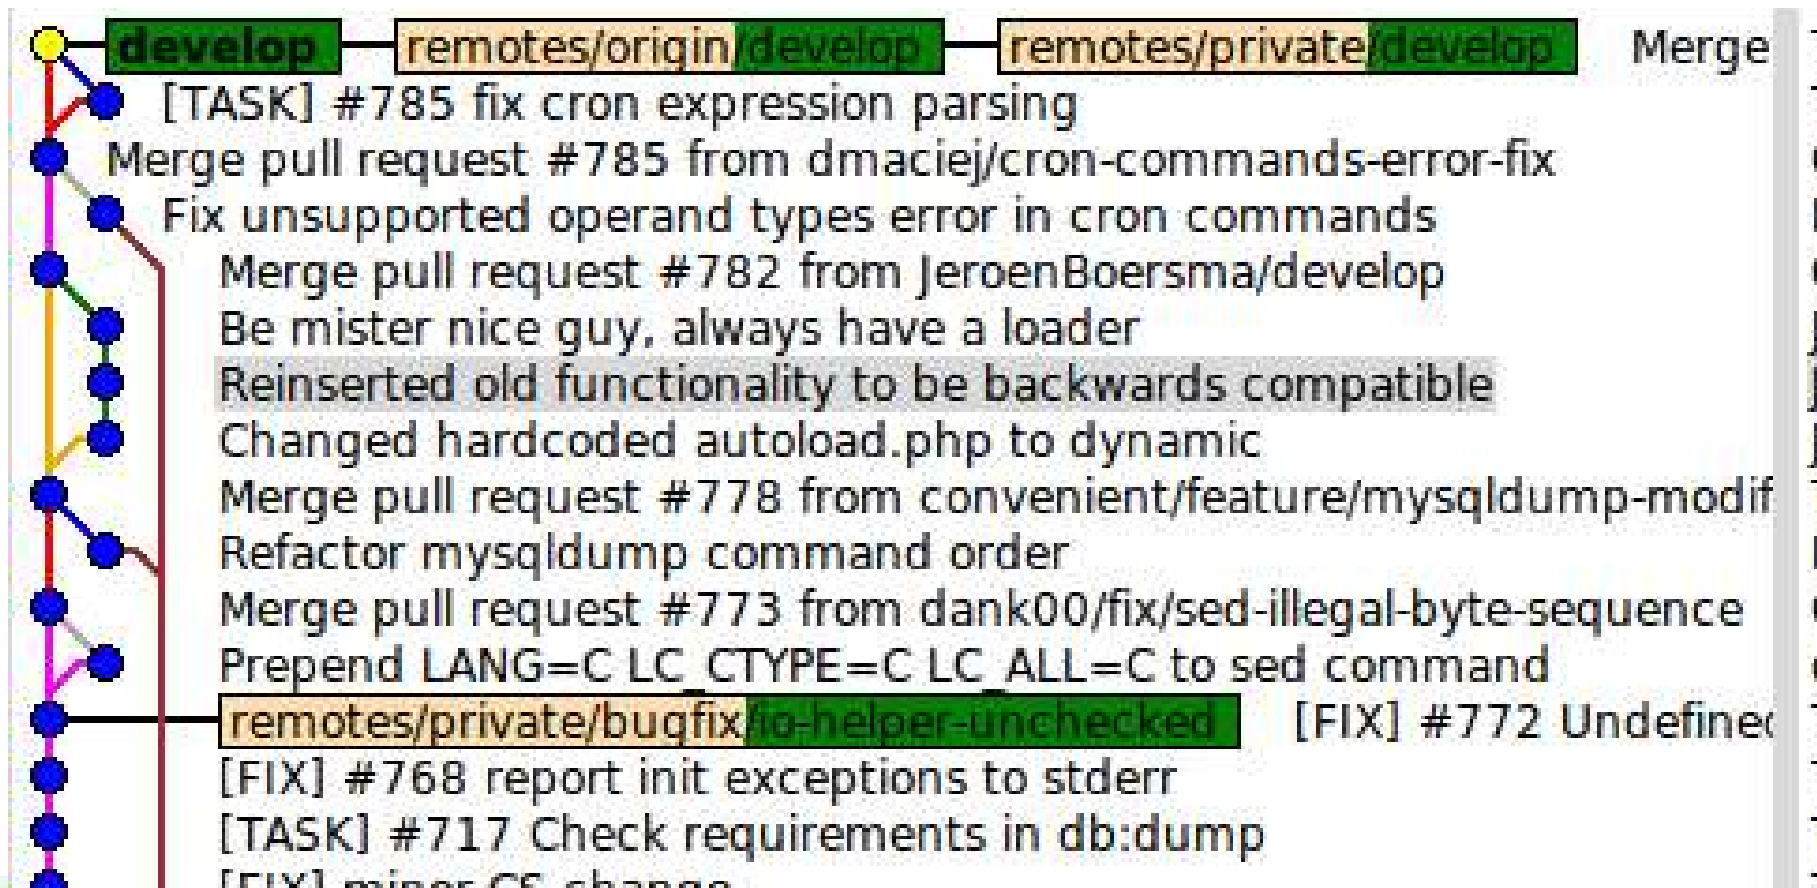 develop remotes/origin/develop remotes/private/develop Merge
[TASK] #785 fix cron expression parsing
Merge pull request #785 from dmaciej/cron-commands-error-fix
Fix unsupported operand types error in cron commands
Merge pull request #782 from JeroenBoersma/develop
Be mister nice guy, always have a loader
Reinserted old functionality to be backwards compatible
Changed hardcoded autoload.php to dynamic
Merge pull request #778 from convenient/feature/mysqldump-modif
Refactor mysqldump command order
Merge pull request #773 from dank00/fix/sed-illegal-byte-sequence
Prepend LANG=C LC_CTYPE=C LC_ALL=C to sed command
remotes/private/bugfix/io-helper-unchecked [FIX] #772 Undefined
[FIX] #768 report init exceptions to stderr
[TASK] #717 Check requirements in db:dump
[FIX] minor CS change